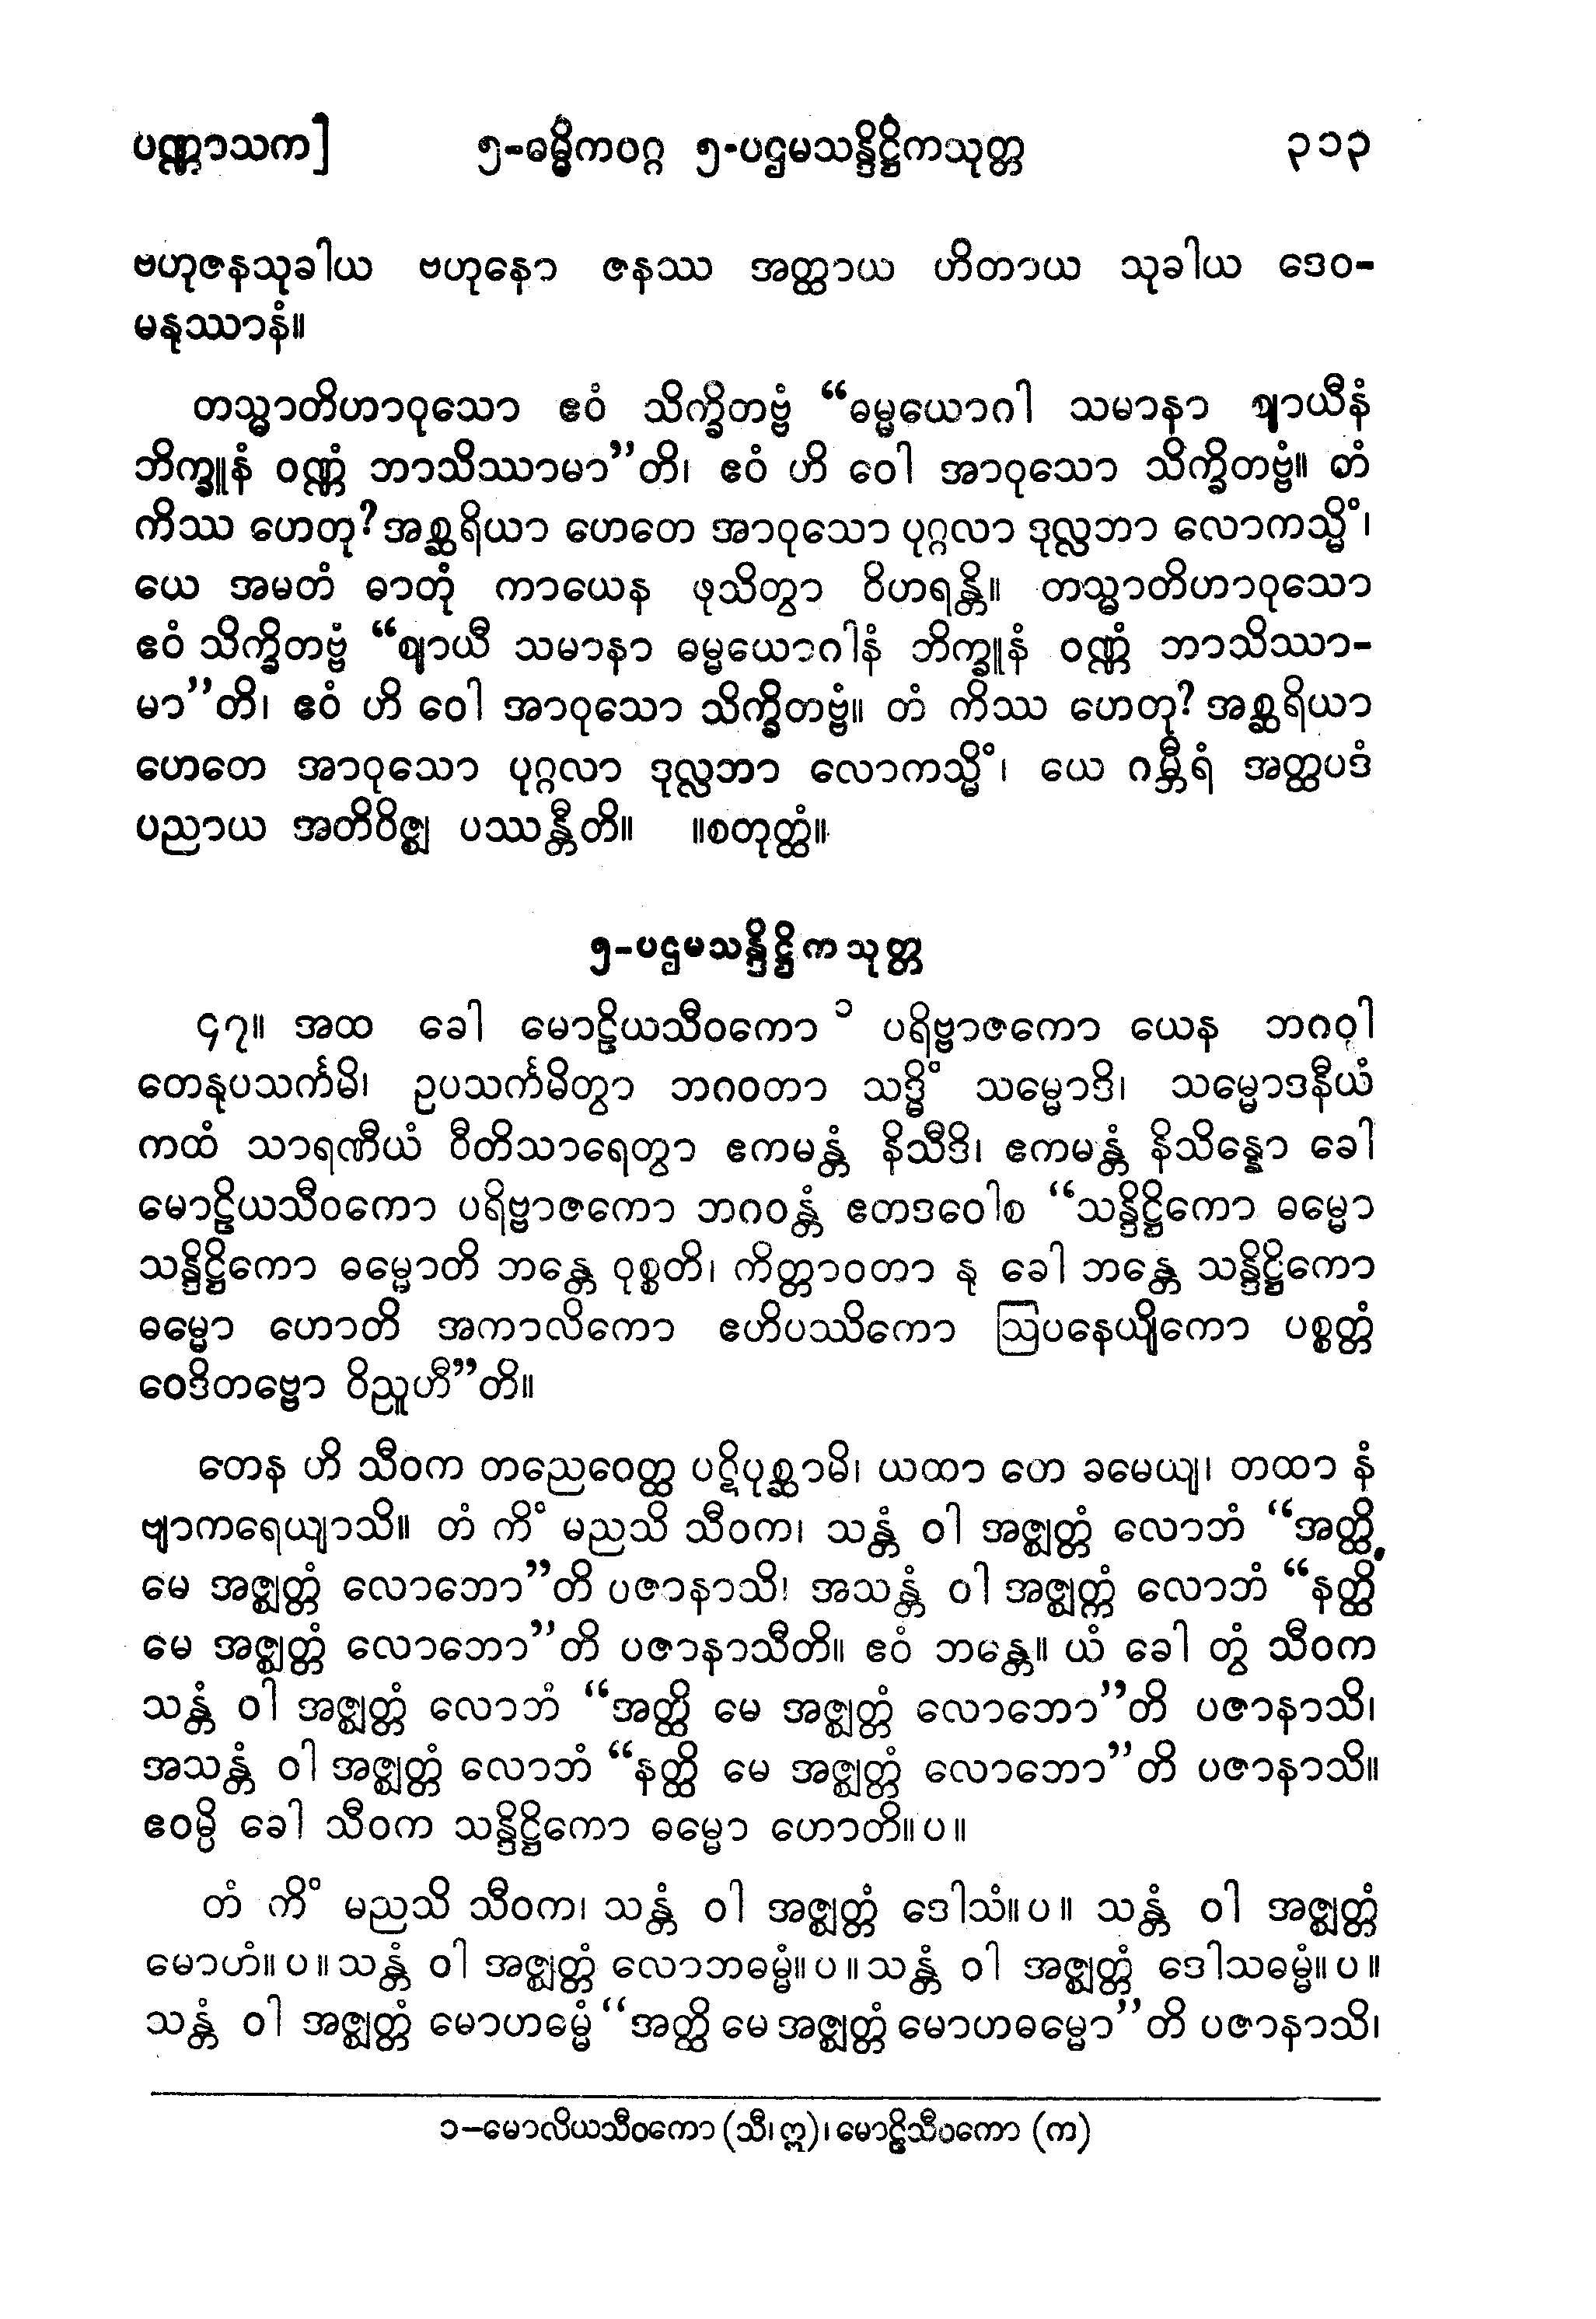 ပဏ္ဏာသက] ၅-ဓမ္မိကဝဂ္ဂ ၅-ပဌမသန္ဒိဋ္ဌိကသုတ္တ ၃၁၃
ဗဟုဇနသုခါယ ဗဟုနော ဇနဿ အတ္ထာယ ဟိတာယ သုခါယ ဒေဝ-
မနုဿာနံ။
တသ္မာတိဟာဝုသော ဧဝံ သိက္ခိတဗ္ဗံ “ဓမ္မယောဂါ သမာနာ ဈာယီနံ
ဘိက္ခူနံ ဝဏ္ဏံ ဘာသိဿာမာ”တိ၊ ဧဝံ ဟိ ဝေါ အာဝုသော သိက္ခိတဗ္ဗံ။ တံ
ကိဿ ဟေတု? အစ္ဆရိယာ ဟေတေ အာဝုသော ပုဂ္ဂလာ ဒုလ္လဘာ လောကသ္မိံ၊
ယေ အမတံ ဓာတုံ ကာယေန ဖုသိတွာ ဝိဟရန္တိ။ တသ္မာတိဟာဝုသော
ဧဝံ သိက္ခိတဗ္ဗံ “ဈာယီ သမာနာ ဓမ္မယောဂါနံ ဘိက္ခူနံ ဝဏ္ဏံ ဘာသိဿာ-
မာ”တိ၊ ဧဝံ ဟိ ဝေါ အာဝုသော သိက္ခိတဗ္ဗံ။ တံ ကိဿ ဟေတု? အစ္ဆရိယာ
ဟေတေ အာဝုသော ပုဂ္ဂလာ ဒုလ္လဘာ လောကသ္မိံ၊ ယေ ဂမ္ဘီရံ အတ္ထပဒံ
ပညာယ အတိဝိဇ္ဈ ပဿန္တီတိ။ ။စတုတ္ထံ။
၅-ပဌမသန္ဒိဋ္ဌိကသုတ္တ
၄၇။ အထ ခေါ မောဠိယသီဝကော ၁ ပရိဗ္ဗာဇကော ယေန ဘဂဝါ
တေနုပသင်္ကမိ၊ ဥပသင်္ကမိတွာ ဘဂဝတာ သဒ္ဓိံ သမ္မောဒိ၊ သမ္မောဒနီယံ
ကထံ သာရဏီယံ ဝီတိသာရေတွာ ဧကမန္တံ နိသီဒိ၊ ဧကမန္တံ နိသိန္နော ခေါ
မောဠိယသီဝကော ပရိဗ္ဗာဇကော ဘဂဝန္တံ ဧတဒဝေါစ “သန္ဒိဋ္ဌိကော ဓမ္မော
သန္ဒိဋ္ဌိကော ဓမ္မောတိ ဘန္တေ ဝုစ္စတိ၊ ကိတ္တာဝတာ နု ခေါ ဘန္တေ သန္ဒိဋ္ဌိကော
ဓမ္မော ဟောတိ အကာလိကော ဧဟိပဿိကော ဩပနေယျိကော ပစ္စတ္တံ
ဝေဒိတဗ္ဗော ဝိညူဟီ”တိ။
တေန ဟိ သီဝက တညေဝေတ္ထ ပဋိပုစ္ဆာမိ၊ ယထာ တေ ခမေယျ၊ တထာ နံ
ဗျာကရေယျာသိ။ တံ ကိံ မညသိ သီဝက၊ သန္တံ ဝါ အဇ္ဈတ္တံ လောဘံ “အတ္ထိ
မေ အဇ္ဈတ္တံ လောဘော”တိ ပဇာနာသိ၊ အသန္တံ ဝါ အဇ္ဈတ္တံ လောဘံ “နတ္ထိ
မေ အဇ္ဈတ္တံ လောဘော”တိ ပဇာနာသီတိ။ ဧဝံ ဘန္တေ။ ယံ ခေါ တွံ သီဝက
သန္တံ ဝါ အဇ္ဈတ္တံ လောဘံ “အတ္ထိ မေ အဇ္ဈတ္တံ လောဘော”တိ ပဇာနာသိ၊
အသန္တံ ဝါ အဇ္ဈတ္တံ လောဘံ “နတ္ထိ မေ အဇ္ဈတ္တံ လောဘော”တိ ပဇာနာသိ။
ဧဝမ္ပိ ခေါ သီဝက သန္ဒိဋ္ဌိကော ဓမ္မော ဟောတိ။ပ။
တံ ကိံ မညသိ သီဝက၊ သန္တံ ဝါ အဇ္ဈတ္တံ ဒေါသံ။ပ။ သန္တံ ဝါ အဇ္ဈတ္တံ
မောဟံ။ပ။သန္တံ ဝါ အဇ္ဈတ္တံ လောဘဓမ္မံ။ပ။သန္တံ ဝါ အဇ္ဈတ္တံ ဒေါသဓမ္မံ။ပ။
သန္တံ ဝါ အဇ္ဈတ္တံ မောဟမ္မေံ “အတ္ထိ မေ အဇ္ဈတ္တံ မောဟဓမ္မော”တိ ပဇာနာသိ၊
၁-မောလိယသီဝကော (သီ၊ ဣ)၊ မောဠိသီဝကော (က)